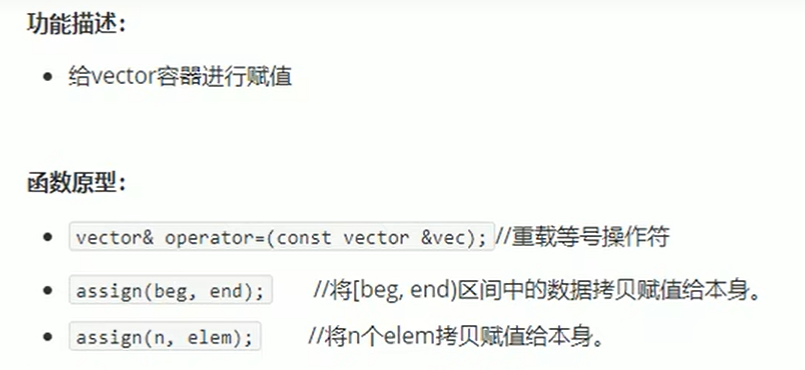 功能描述：
• 给vector容器进行赋值
函数原型：
• vector& operator=(const vector &vec); //重载等号操作符
• assign(beg, end); //将[beg, end)区间中的数据拷贝赋值给本身。
• assign(n, elem); //将n个elem拷贝赋值给本身。